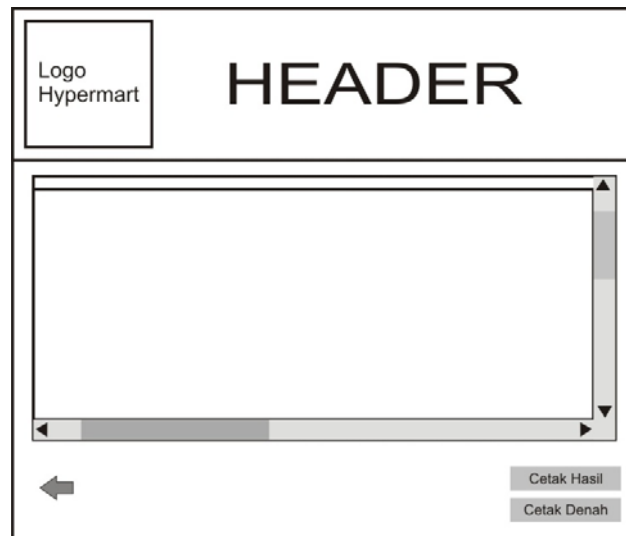 Logo
Hypermart
HEADER
Cetak Hasil
Cetak Denah